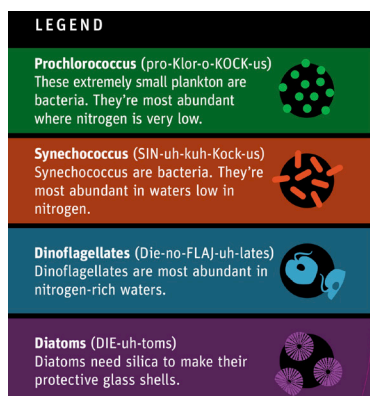 LEGEND
Prochlorococcus (pro-Klor-o-KOCK-us)
These extremely small plankton are
bacteria. They're most abundant
where nitrogen is very low.
Synechococcus (SIN-uh-kuh-Kock-us)
Synechococcus are bacteria. They're
most abundant in waters low in
nitrogen.
Dinoflagellates (Die-no-FLAJ-uh-lates)
Dinoflagellates are most abundant in
nitrogen-rich waters.
Diatoms (DIE-uh-toms)
Diatoms need silica to make their
protective glass shells.